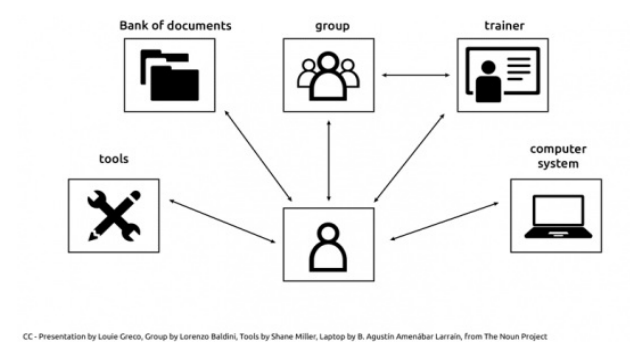 Bank of documents
group
trainer
tools
computer
system
CC - Presentation by Louie Greco, Group by Lorenzo Baldini, Tools by Shane Miller, Laptop by B. Agustín Amenábar Larraín, from The Noun Project